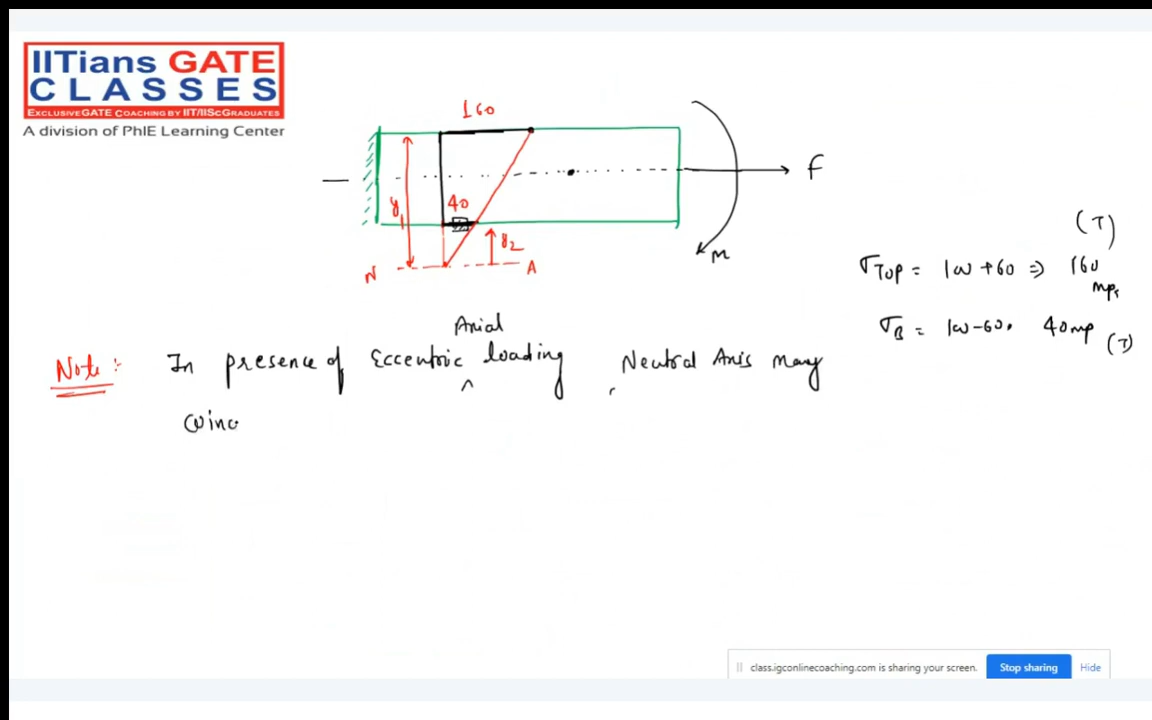 IITians GATE
CLASSES
EXCLUSIVE GATE COACHING BY IIT/IISC GRADUATES
A division of PhIE Learning Center
160
F
40
y1
y2
M
N
A
(T)
σTop = 100 + 60 ⇒ 160
mpa
σB = 100 - 60. 40mp (T)
Axial
Note:- In presence of Eccentric loading Neutral Axis may
^
coinc
class.igconlinecoaching.com is sharing your screen.
Stop sharing
Hide